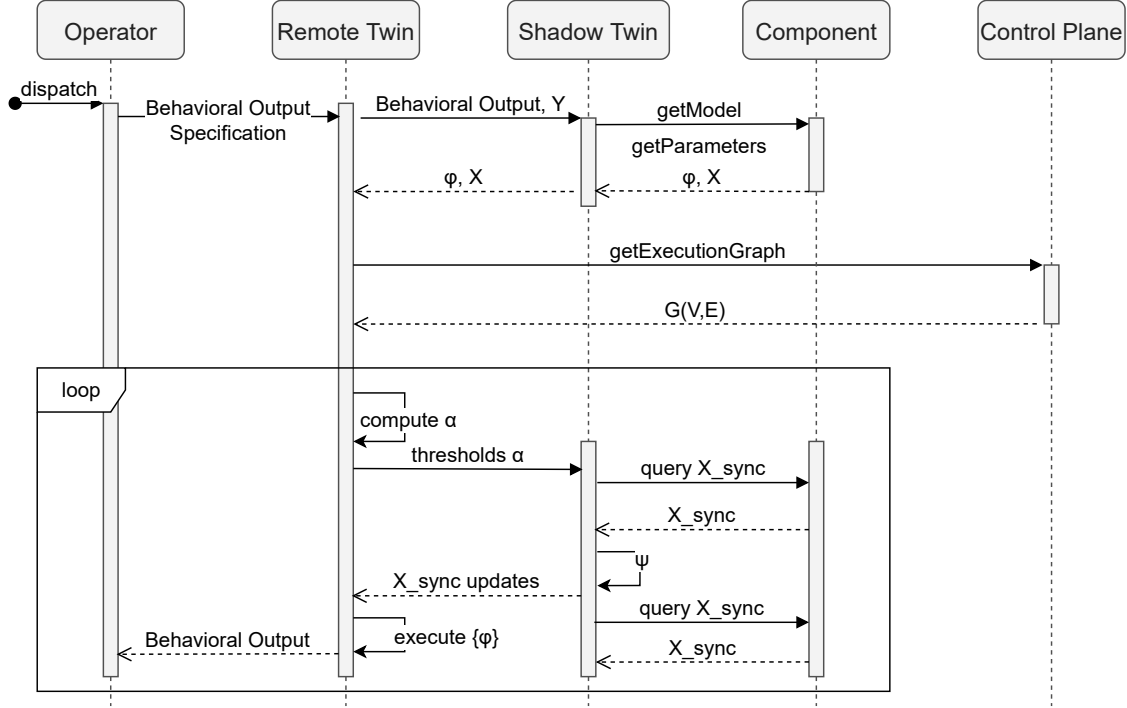 Operator
Remote Twin
Shadow Twin
Component
Control Plane
dispatch
Behavioral Output
Specification
Behavioral Output, Y
getModel
getParameters
φ, X
φ, X
getExecutionGraph
G(V,E)
loop
compute α
thresholds α
query X_sync
X_sync
ψ
X_sync updates
query X_sync
execute {φ}
Behavioral Output
X_sync